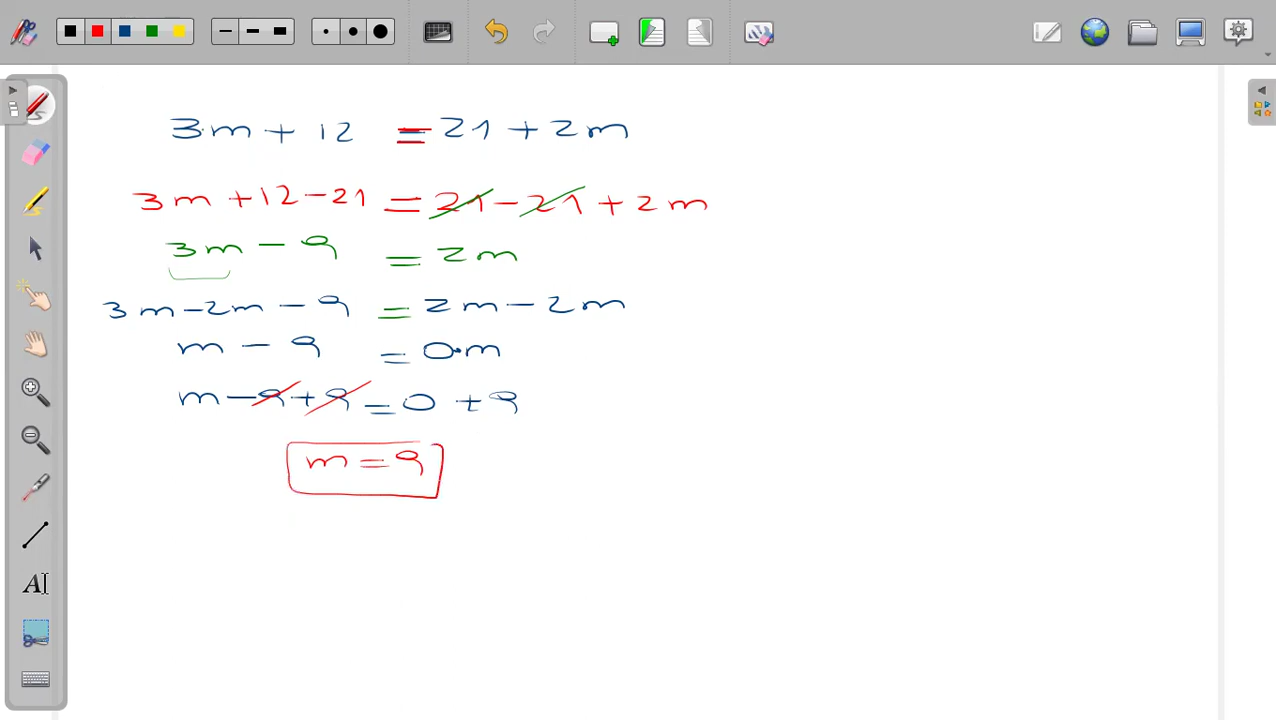 3m + 12 = 21 + 2m
3m + 12 - 21 = 21 - 21 + 2m
3m - 9 = 2m
3m - 2m - 9 = 2m - 2m
m - 9 = 0·m
m - 9 + 9 = 0 + 9
m = 9